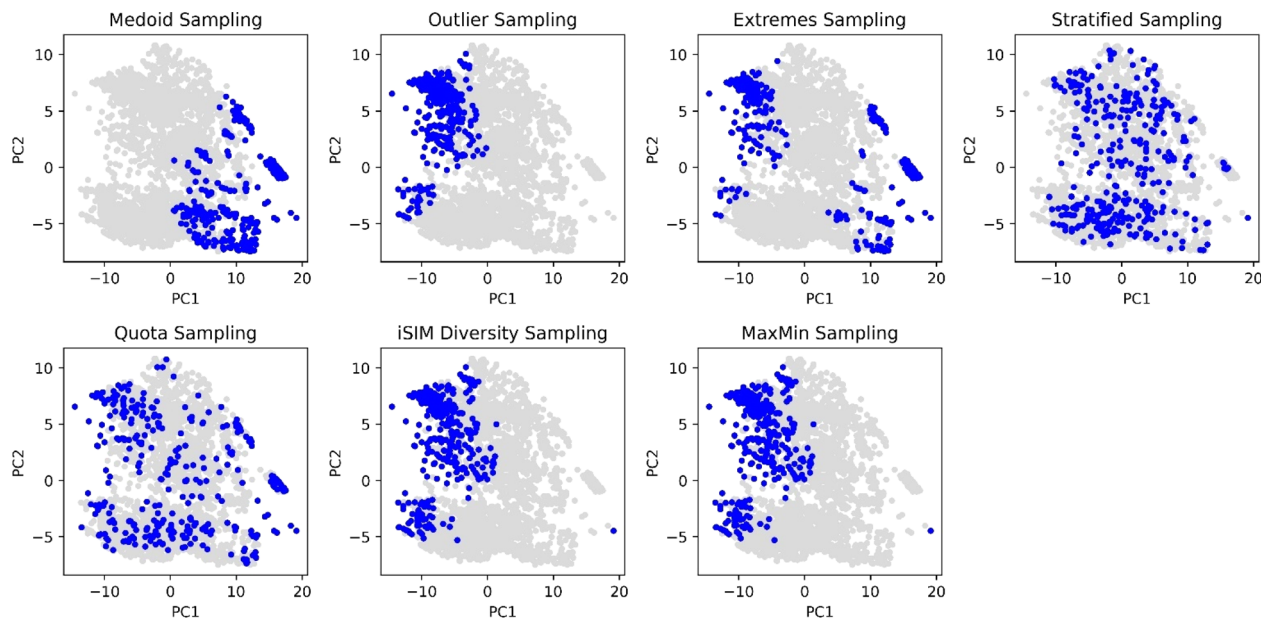 Medoid Sampling
Outlier Sampling
Extremes Sampling
Stratified Sampling
10
5
0
−5
PC2
−10
0
10
20
PC1
10
5
0
−5
PC2
−10
0
10
20
PC1
10
5
0
−5
PC2
−10
0
10
20
PC1
10
5
0
−5
PC2
−10
0
10
20
PC1
Quota Sampling
iSIM Diversity Sampling
MaxMin Sampling
10
5
0
−5
PC2
−10
0
10
20
PC1
10
5
0
−5
PC2
−10
0
10
20
PC1
10
5
0
−5
PC2
−10
0
10
20
PC1